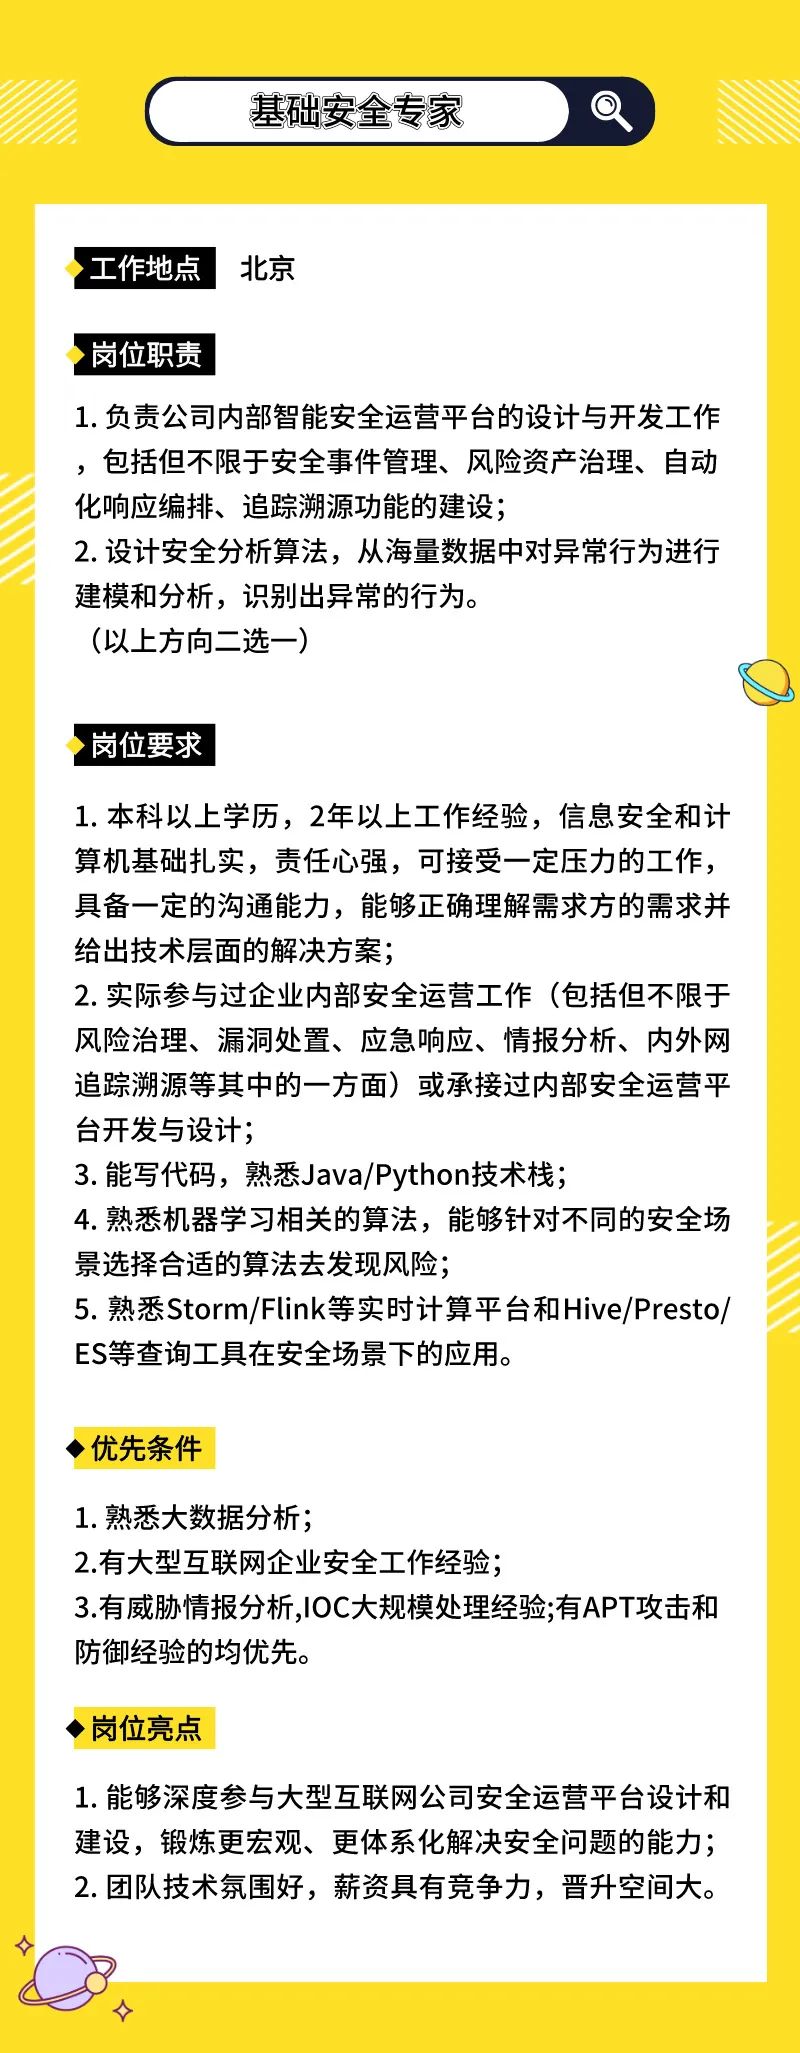 基础安全专家
工作地点 北京
岗位职责
1. 负责公司内部智能安全运营平台的设计与开发工作
，包括但不限于安全事件管理、风险资产治理、自动
化响应编排、追踪溯源功能的建设；
2. 设计安全分析算法，从海量数据中对异常行为进行
建模和分析，识别出异常的行为。
（以上方向二选一）
岗位要求
1. 本科以上学历，2年以上工作经验，信息安全和计
算机基础扎实，责任心强，可接受一定压力的工作，
具备一定的沟通能力，能够正确理解需求方的需求并
给出技术层面的解决方案；
2. 实际参与过企业内部安全运营工作（包括但不限于
风险治理、漏洞处置、应急响应、情报分析、内外网
追踪溯源等其中的一方面）或承接过内部安全运营平
台开发与设计；
3. 能写代码，熟悉Java/Python技术栈；
4. 熟悉机器学习相关的算法，能够针对不同的安全场
景选择合适的算法去发现风险；
5. 熟悉Storm/Flink等实时计算平台和Hive/Presto/
ES等查询工具在安全场景下的应用。
优先条件
1. 熟悉大数据分析；
2.有大型互联网企业安全工作经验；
3.有威胁情报分析,IOC大规模处理经验;有APT攻击和
防御经验的均优先。
岗位亮点
1. 能够深度参与大型互联网公司安全运营平台设计和
建设，锻炼更宏观、更体系化解决安全问题的能力；
2. 团队技术氛围好，薪资具有竞争力，晋升空间大。